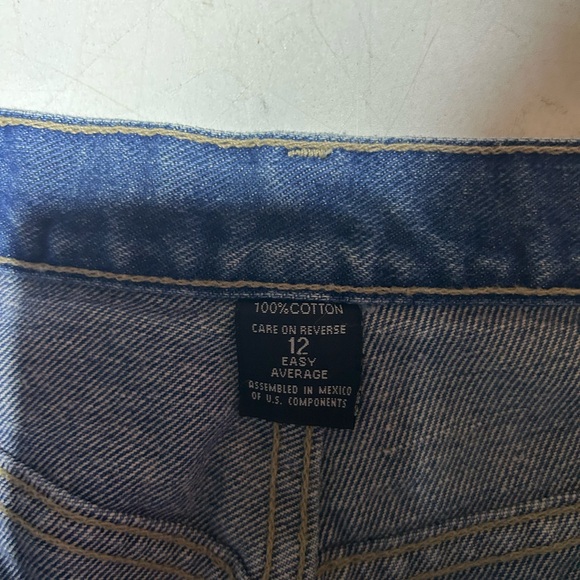 100%COTTON
CARE ON REVERSE
12
EASY
AVERAGE
ASSEMBLED IN MEXICO
OF U.S. COMPONENTS